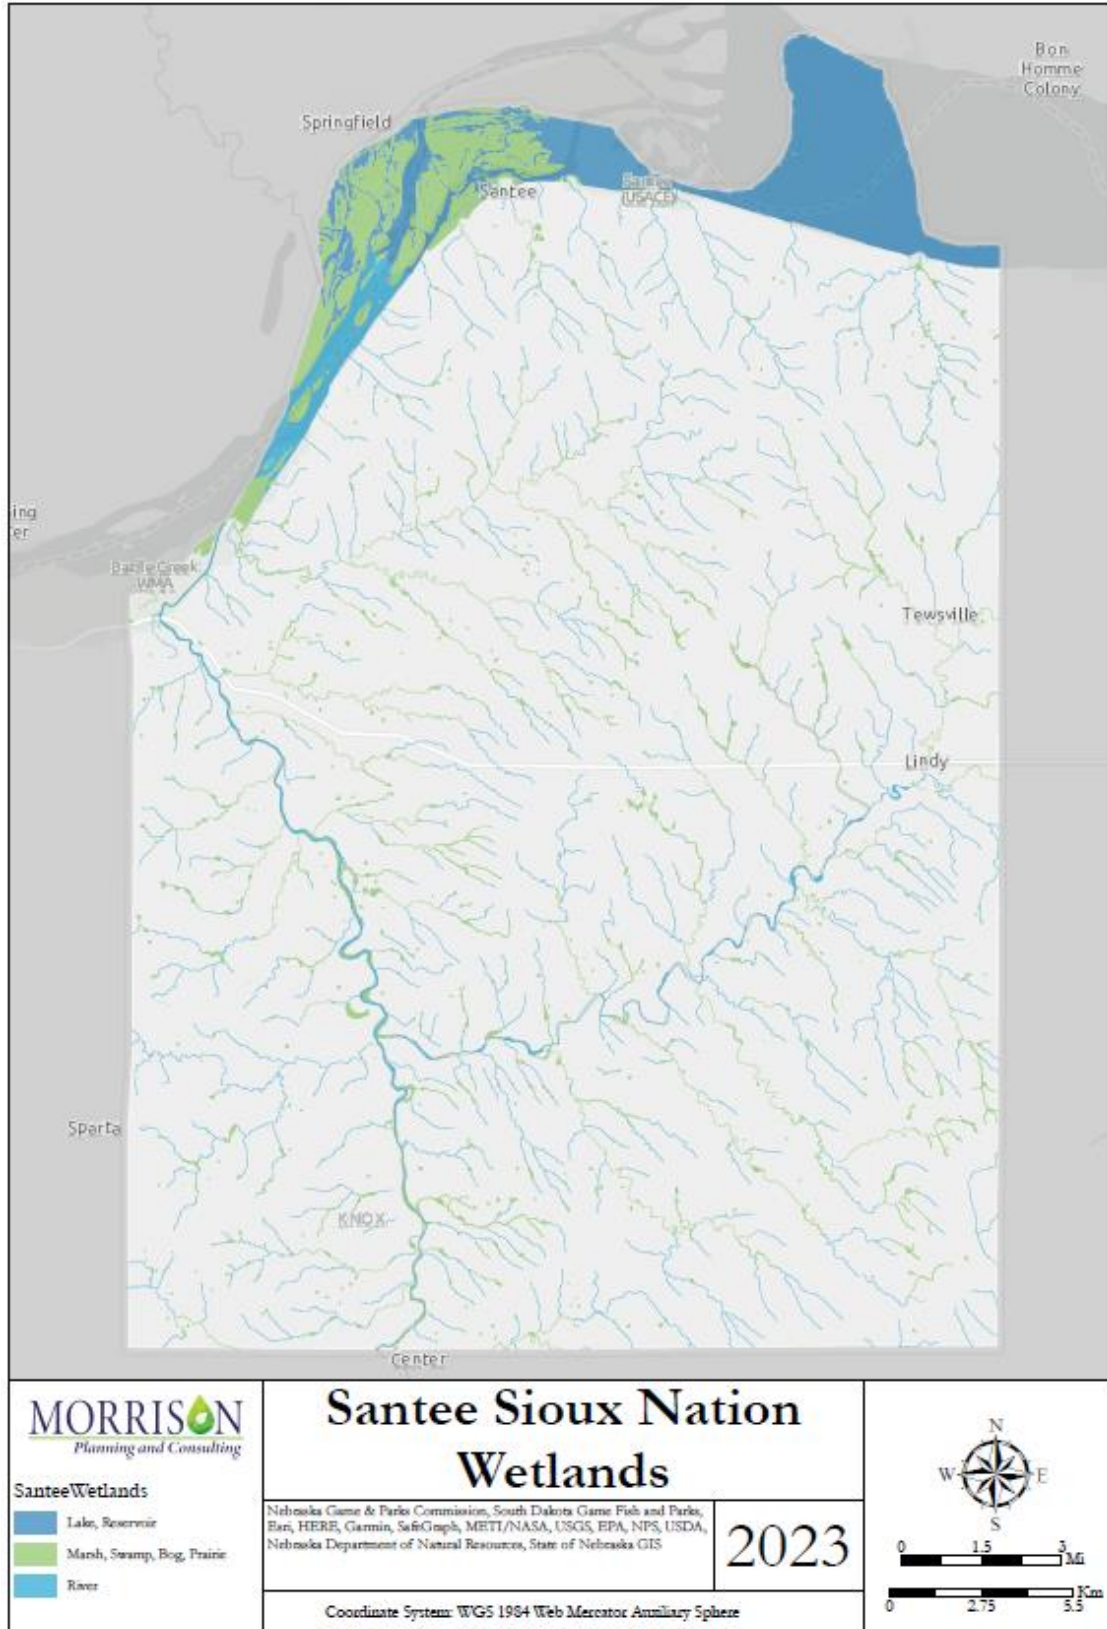 Bon
Homme
Colony
Springfield
Santee
(USACE)
ing
er
WMA
Tewsville
Lindy
Sparta
KNOX
Center
MORRISON
Planning and Consulting
SanteeWetlands
Lake, Reservoir
Marsh, Swamp, Bog, Prairie
River
Santee Sioux Nation
Wetlands
Nebraska Game & Parks Commission, South Dakota Game Fish and Parks,
Esri, HERE, Garmin, SafeGraph, METI/NASA, USGS, EPA, NPS, USDA,
Nebraska Department of Natural Resources, State of Nebraska GIS
2023
Coordinate System: WGS 1984 Web Mercator Auxiliary Sphere
N
W E
S
0 1.5 3
Mi
Km
0 2.75 5.5